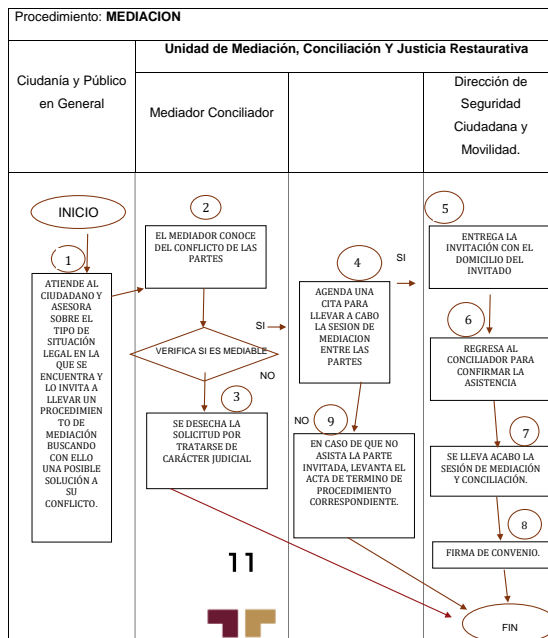 Procedimiento: MEDIACION
Unidad de Mediación, Conciliación Y Justicia Restaurativa
Ciudanía y Público
en General
Mediador Conciliador
Dirección de
Seguridad
Ciudadana y
Movilidad.
INICIO
1
ATIENDE AL
CIUDADANO Y
ASESORA
SOBRE EL
TIPO DE
SITUACIÓN
LEGAL EN LA
QUE SE
ENCUENTRA Y
LO INVITA A
LLEVAR UN
PROCEDIMIEN
TO DE
MEDIACIÓN
BUSCANDO
CON ELLO UNA
POSIBLE
SOLUCIÓN A
SU
CONFLICTO.
2
EL MEDIADOR CONOCE
DEL CONFLICTO DE LAS
PARTES
VERIFICA SI ES MEDIABLE
SI
NO
3
SE DESECHA LA
SOLICITUD POR
TRATARSE DE
CARÁCTER JUDICIAL
4
SI
AGENDA UNA
CITA PARA
LLEVAR A CABO
LA SESION DE
MEDIACION
ENTRE LAS
PARTES
NO
9
EN CASO DE QUE NO
ASISTA LA PARTE
INVITADA, LEVANTA EL
ACTA DE TERMINO DE
PROCEDIMIENTO
CORRESPONDIENTE.
5
ENTREGA LA
INVITACIÓN CON EL
DOMICILIO DEL
INVITADO
6
REGRESA AL
CONCILIADOR PARA
CONFIRMAR LA
ASISTENCIA
7
SE LLEVA ACABO LA
SESIÓN DE MEDIACIÓN
Y CONCILIACIÓN.
8
FIRMA DE CONVENIO.
FIN
11